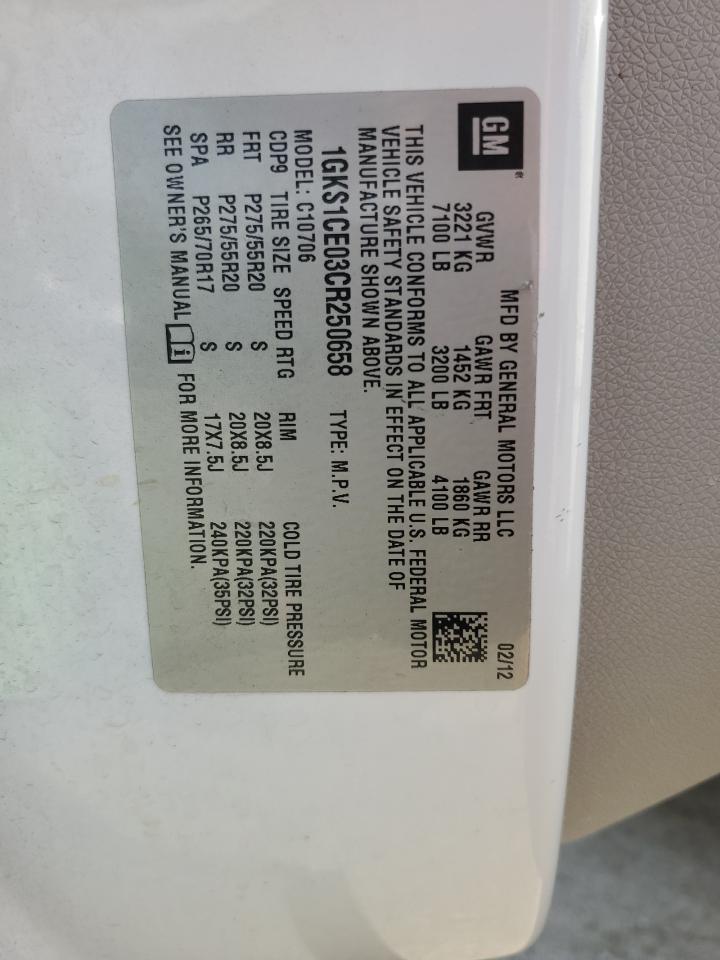 GM
MFD BY GENERAL MOTORS LLC 02/12
GVWR GAWR FRT GAWR RR
3221 KG 1452 KG 1860 KG
7100 LB 3200 LB 4100 LB
THIS VEHICLE CONFORMS TO ALL APPLICABLE U.S. FEDERAL MOTOR
VEHICLE SAFETY STANDARDS IN EFFECT ON THE DATE OF
MANUFACTURE SHOWN ABOVE.
1GKS1CE03CR250658 TYPE: M.P.V.
MODEL: C10706
CDP9 TIRE SIZE SPEED RTG RIM COLD TIRE PRESSURE
FRT P275/55R20 S 20X8.5J 220KPA(32PSI)
RR P275/55R20 S 20X8.5J 220KPA(32PSI)
SPA P265/70R17 S 17X7.5J 240KPA(35PSI)
SEE OWNER'S MANUAL i FOR MORE INFORMATION.